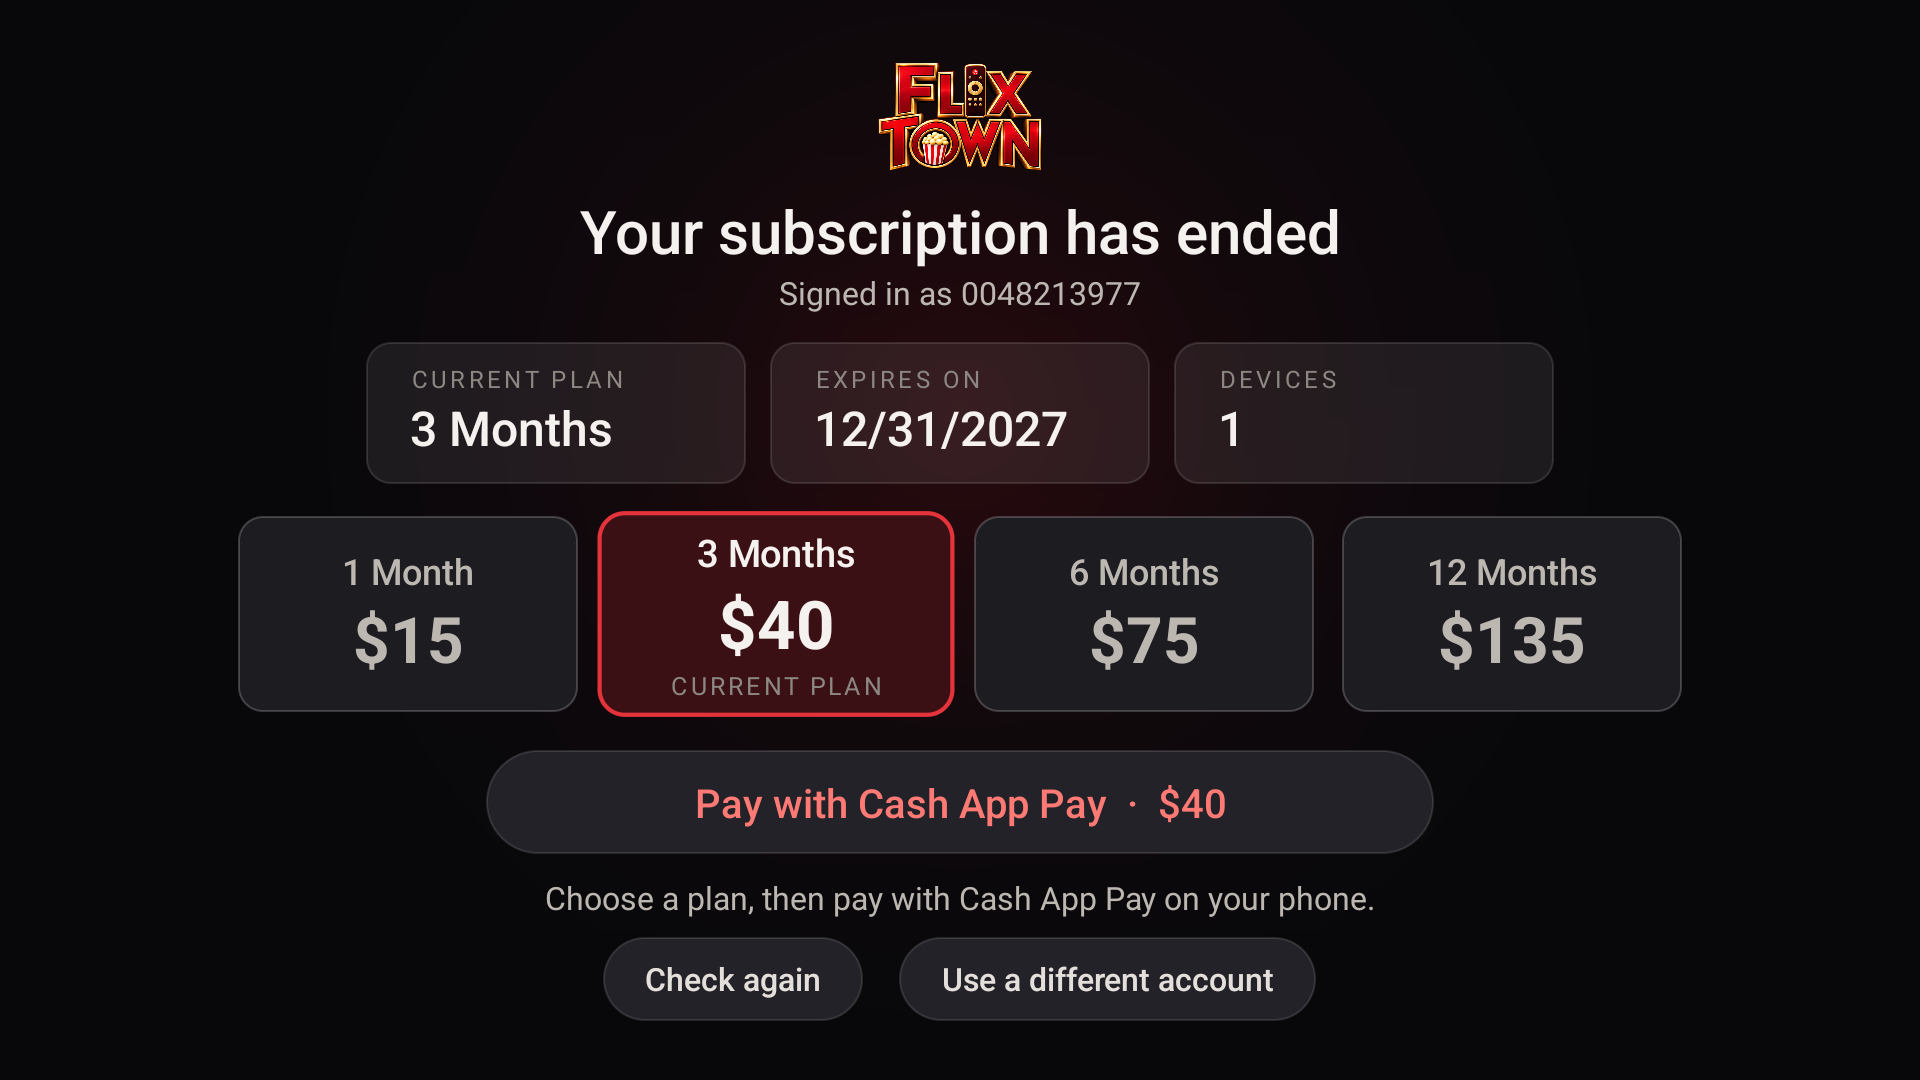 FLIX
TOWN
Your subscription has ended
Signed in as 0048213977
CURRENT PLAN
3 Months
EXPIRES ON
12/31/2027
DEVICES
1
1 Month
$15
3 Months
$40
CURRENT PLAN
6 Months
$75
12 Months
$135
Pay with Cash App Pay · $40
Choose a plan, then pay with Cash App Pay on your phone.
Check again
Use a different account